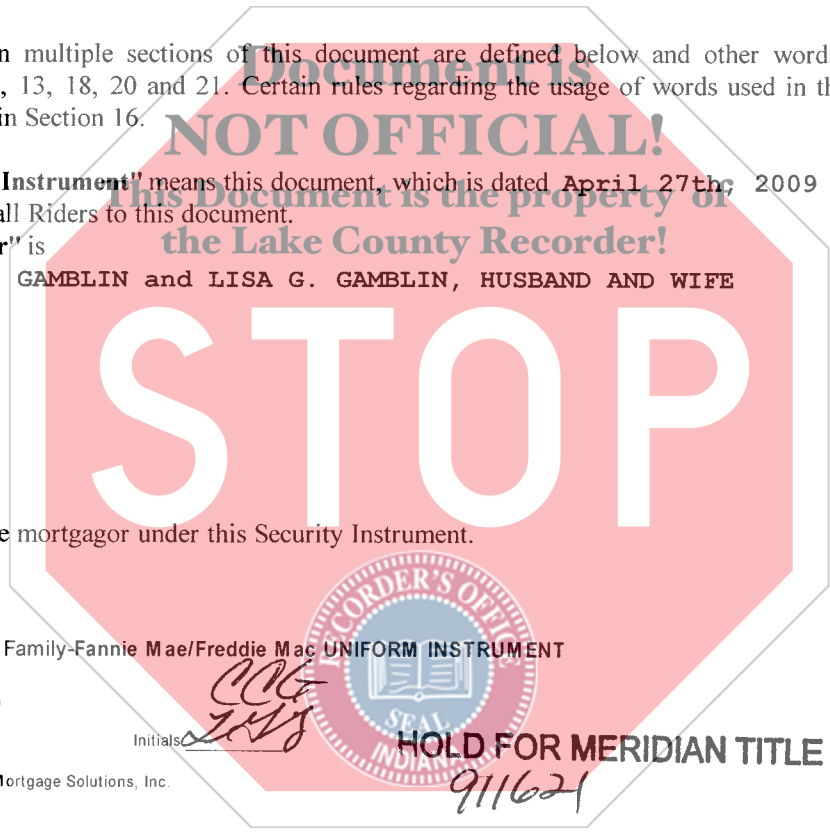 n multiple sections of this document are defined below and other word
, 13, 18, 20 and 21. Certain rules regarding the usage of words used in th
in Section 16.
Document is
NOT OFFICIAL!
This Document is the property of
the Lake County Recorder!
Instrument" means this document, which is dated April 27th, 2009
all Riders to this document.
r" is
GAMBLIN and LISA G. GAMBLIN, HUSBAND AND WIFE
STOP
e mortgagor under this Security Instrument.
RECORDER'S OFFICE
SEAL
INDIANA
Family-Fannie Mae/Freddie Mac UNIFORM INSTRUMENT
CCG
LGG
Initials
HOLD FOR MERIDIAN TITLE
911621
Mortgage Solutions, Inc.